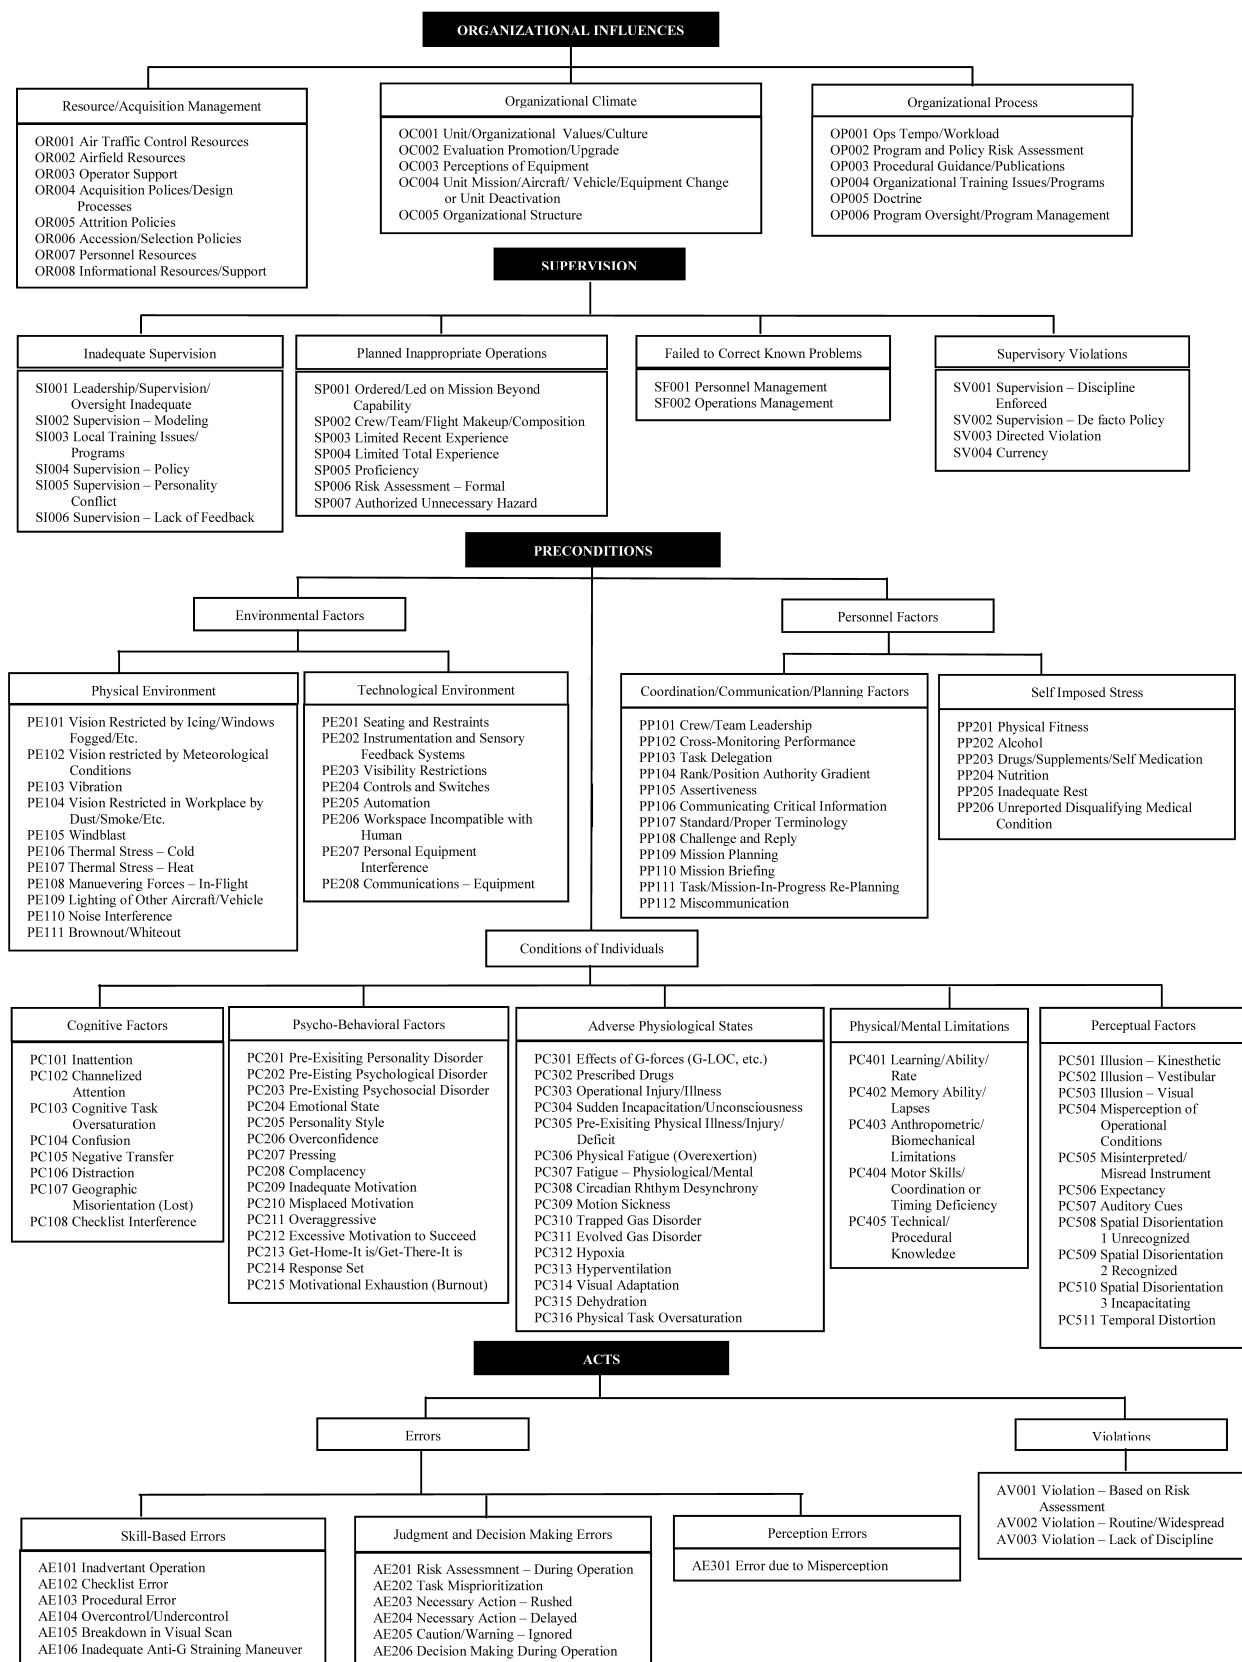 ORGANIZATIONAL INFLUENCES
Resource/Acquisition Management
OR001 Air Traffic Control Resources
OR002 Airfield Resources
OR003 Operator Support
OR004 Acquisition Polices/Design
Processes
OR005 Attrition Policies
OR006 Accession/Selection Policies
OR007 Personnel Resources
OR008 Informational Resources/Support
Organizational Climate
OC001 Unit/Organizational Values/Culture
OC002 Evaluation Promotion/Upgrade
OC003 Perceptions of Equipment
OC004 Unit Mission/Aircraft/ Vehicle/Equipment Change
or Unit Deactivation
OC005 Organizational Structure
Organizational Process
OP001 Ops Tempo/Workload
OP002 Program and Policy Risk Assessment
OP003 Procedural Guidance/Publications
OP004 Organizational Training Issues/Programs
OP005 Doctrine
OP006 Program Oversight/Program Management
SUPERVISION
Inadequate Supervision
SI001 Leadership/Supervision/
Oversight Inadequate
SI002 Supervision – Modeling
SI003 Local Training Issues/
Programs
SI004 Supervision – Policy
SI005 Supervision – Personality
Conflict
SI006 Supervision – Lack of Feedback
Planned Inappropriate Operations
SP001 Ordered/Led on Mission Beyond
Capability
SP002 Crew/Team/Flight Makeup/Composition
SP003 Limited Recent Experience
SP004 Limited Total Experience
SP005 Proficiency
SP006 Risk Assessment – Formal
SP007 Authorized Unnecessary Hazard
Failed to Correct Known Problems
SF001 Personnel Management
SF002 Operations Management
Supervisory Violations
SV001 Supervision – Discipline
Enforced
SV002 Supervision – De facto Policy
SV003 Directed Violation
SV004 Currency
PRECONDITIONS
Environmental Factors
Personnel Factors
Physical Environment
PE101 Vision Restricted by Icing/Windows
Fogged/Etc.
PE102 Vision restricted by Meteorological
Conditions
PE103 Vibration
PE104 Vision Restricted in Workplace by
Dust/Smoke/Etc.
PE105 Windblast
PE106 Thermal Stress – Cold
PE107 Thermal Stress – Heat
PE108 Manuevering Forces – In-Flight
PE109 Lighting of Other Aircraft/Vehicle
PE110 Noise Interference
PE111 Brownout/Whiteout
Technological Environment
PE201 Seating and Restraints
PE202 Instrumentation and Sensory
Feedback Systems
PE203 Visibility Restrictions
PE204 Controls and Switches
PE205 Automation
PE206 Workspace Incompatible with
Human
PE207 Personal Equipment
Interference
PE208 Communications – Equipment
Coordination/Communication/Planning Factors
PP101 Crew/Team Leadership
PP102 Cross-Monitoring Performance
PP103 Task Delegation
PP104 Rank/Position Authority Gradient
PP105 Assertiveness
PP106 Communicating Critical Information
PP107 Standard/Proper Terminology
PP108 Challenge and Reply
PP109 Mission Planning
PP110 Mission Briefing
PP111 Task/Mission-In-Progress Re-Planning
PP112 Miscommunication
Self Imposed Stress
PP201 Physical Fitness
PP202 Alcohol
PP203 Drugs/Supplements/Self Medication
PP204 Nutrition
PP205 Inadequate Rest
PP206 Unreported Disqualifying Medical
Condition
Conditions of Individuals
Cognitive Factors
PC101 Inattention
PC102 Channelized
Attention
PC103 Cognitive Task
Oversaturation
PC104 Confusion
PC105 Negative Transfer
PC106 Distraction
PC107 Geographic
Misorientation (Lost)
PC108 Checklist Interference
Psycho-Behavioral Factors
PC201 Pre-Exisiting Personality Disorder
PC202 Pre-Eisting Psychological Disorder
PC203 Pre-Existing Psychosocial Disorder
PC204 Emotional State
PC205 Personality Style
PC206 Overconfidence
PC207 Pressing
PC208 Complacency
PC209 Inadequate Motivation
PC210 Misplaced Motivation
PC211 Overaggressive
PC212 Excessive Motivation to Succeed
PC213 Get-Home-It is/Get-There-It is
PC214 Response Set
PC215 Motivational Exhaustion (Burnout)
Adverse Physiological States
PC301 Effects of G-forces (G-LOC, etc.)
PC302 Prescribed Drugs
PC303 Operational Injury/Illness
PC304 Sudden Incapacitation/Unconsciousness
PC305 Pre-Exisiting Physical Illness/Injury/
Deficit
PC306 Physical Fatigue (Overexertion)
PC307 Fatigue – Physiological/Mental
PC308 Circadian Rhthym Desynchrony
PC309 Motion Sickness
PC310 Trapped Gas Disorder
PC311 Evolved Gas Disorder
PC312 Hypoxia
PC313 Hyperventilation
PC314 Visual Adaptation
PC315 Dehydration
PC316 Physical Task Oversaturation
Physical/Mental Limitations
PC401 Learning/Ability/
Rate
PC402 Memory Ability/
Lapses
PC403 Anthropometric/
Biomechanical
Limitations
PC404 Motor Skills/
Coordination or
Timing Deficiency
PC405 Technical/
Procedural
Knowledge
Perceptual Factors
PC501 Illusion – Kinesthetic
PC502 Illusion – Vestibular
PC503 Illusion – Visual
PC504 Misperception of
Operational
Conditions
PC505 Misinterpreted/
Misread Instrument
PC506 Expectancy
PC507 Auditory Cues
PC508 Spatial Disorientation
1 Unrecognized
PC509 Spatial Disorientation
2 Recognized
PC510 Spatial Disorientation
3 Incapacitating
PC511 Temporal Distortion
ACTS
Errors
Violations
AV001 Violation – Based on Risk
Assessment
AV002 Violation – Routine/Widespread
AV003 Violation – Lack of Discipline
Skill-Based Errors
AE101 Inadvertant Operation
AE102 Checklist Error
AE103 Procedural Error
AE104 Overcontrol/Undercontrol
AE105 Breakdown in Visual Scan
AE106 Inadequate Anti-G Straining Maneuver
Judgment and Decision Making Errors
AE201 Risk Assessmnent – During Operation
AE202 Task Misprioritization
AE203 Necessary Action – Rushed
AE204 Necessary Action – Delayed
AE205 Caution/Warning – Ignored
AE206 Decision Making During Operation
Perception Errors
AE301 Error due to Misperception